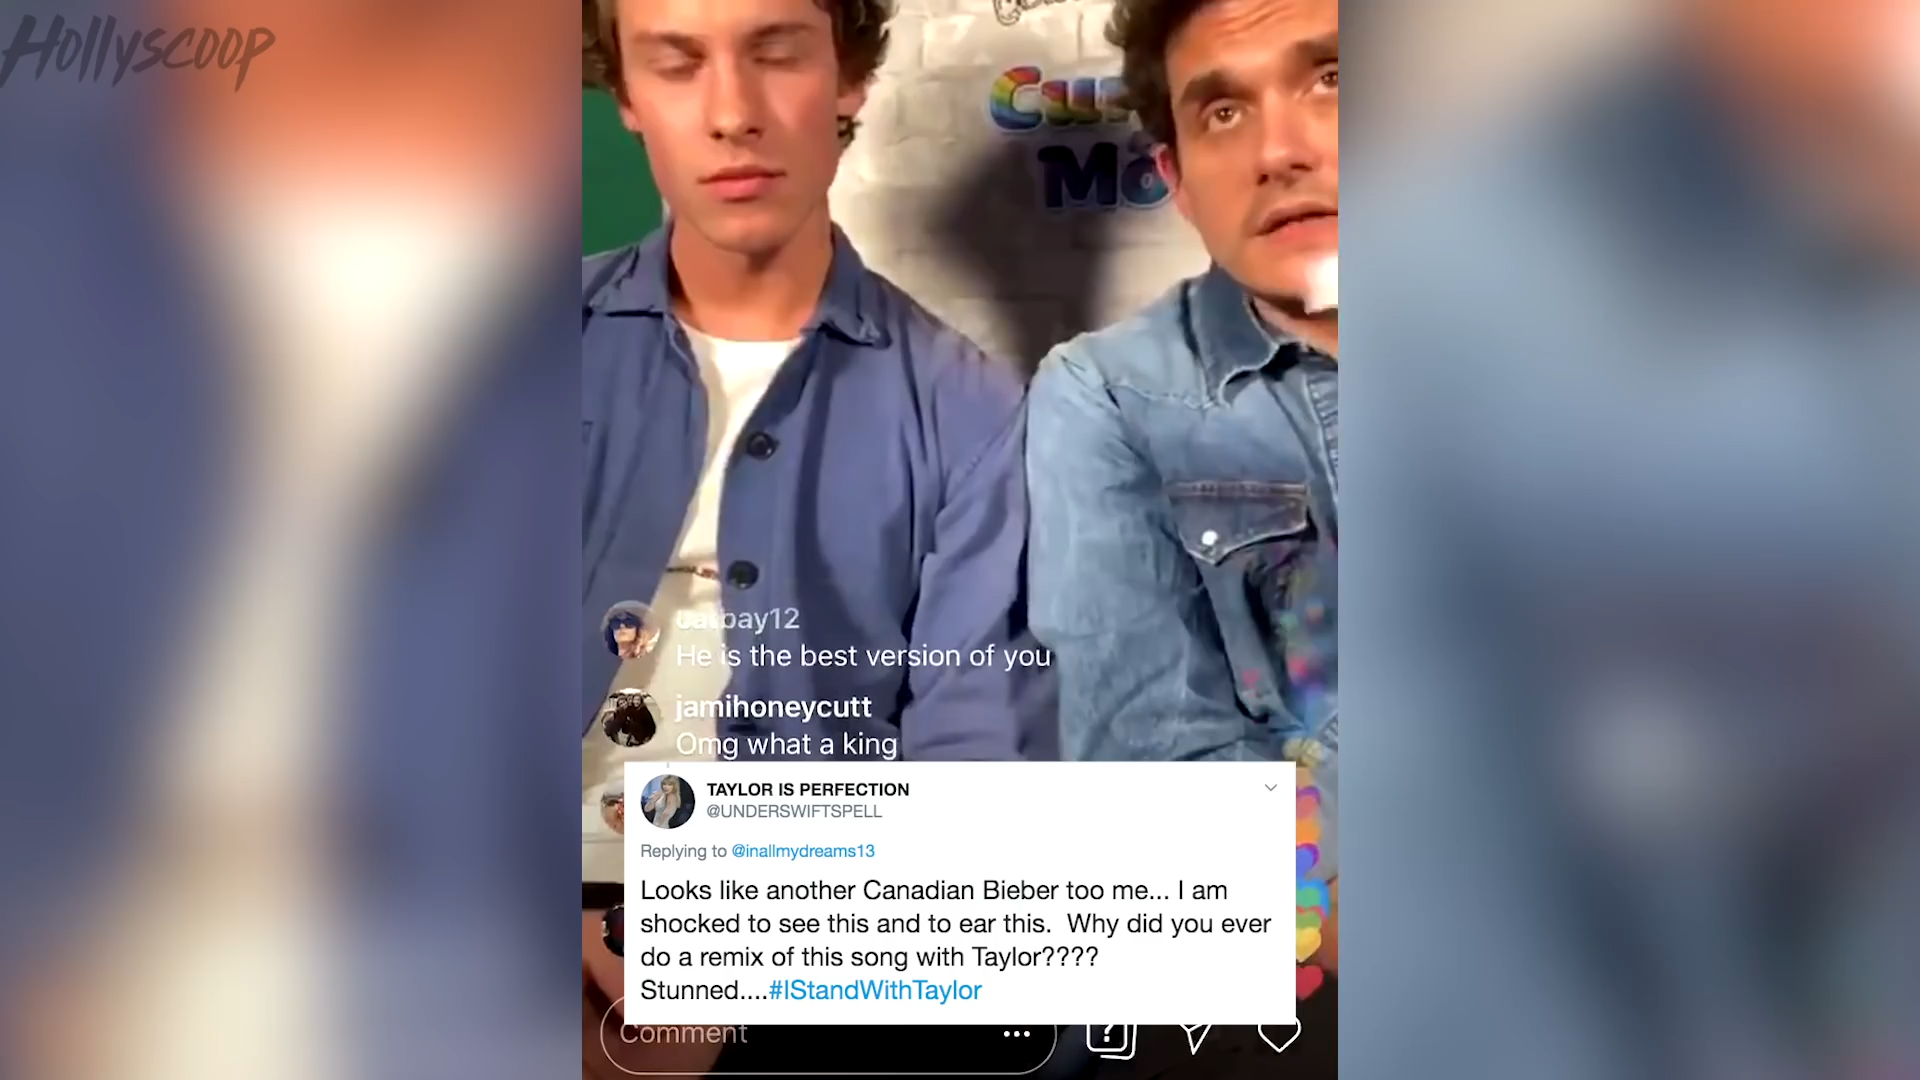 Hollyscoop
Cur
Mo
bay12
He is the best version of you
jamihoneycutt
Omg what a king
TAYLOR IS PERFECTION
@UNDERSWIFTSPELL
Replying to @inallmydreams13
Looks like another Canadian Bieber too me... I am
shocked to see this and to ear this.  Why did you ever
do a remix of this song with Taylor????
Stunned....#IStandWithTaylor
Comment